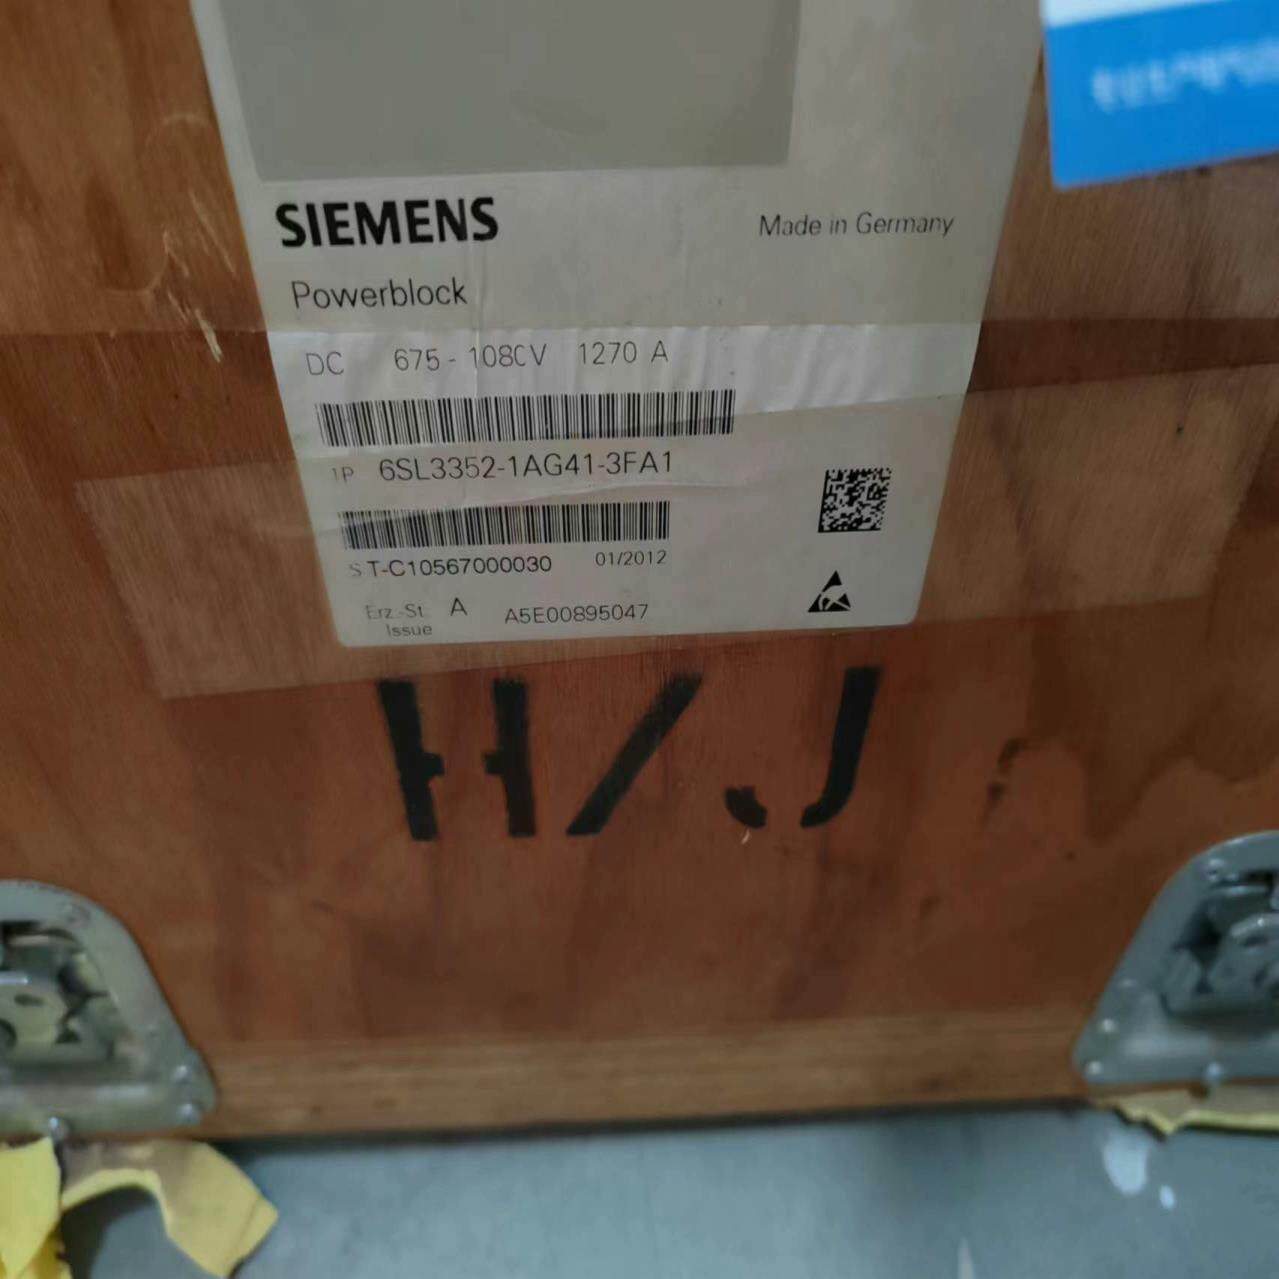 SIEMENS
Made in Germany
Powerblock
DC 675 - 1080V 1270 A
1P 6SL3352-1AG41-3FA1
S T-C10567000030 01/2012
Erz.-St. A A5E00895047
Issue
H/J